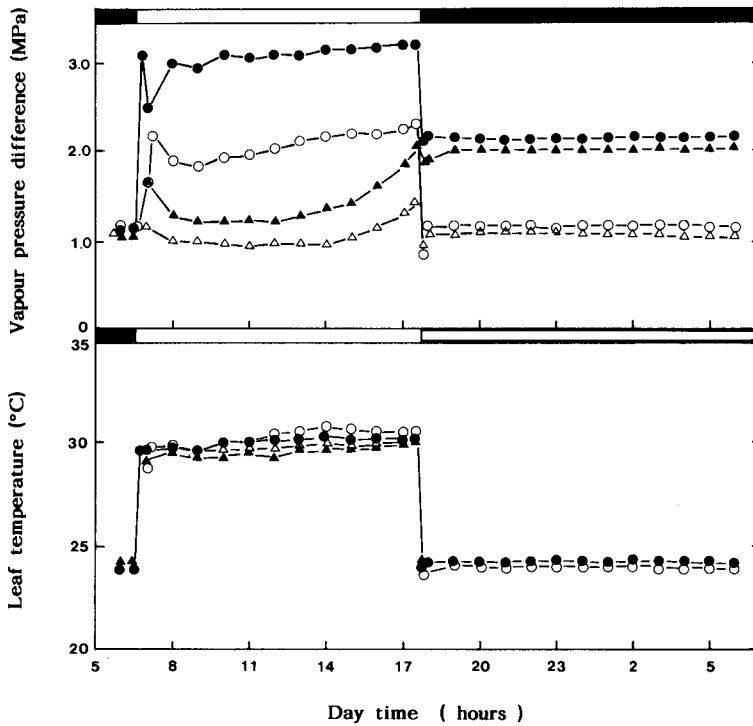 Vapour pressure difference (MPa)
3.0
2.0
1.0
0
Leaf temperature (°C)
35
30
25
20
5 8 11 14 17 20 23 2 5
Day time ( hours )